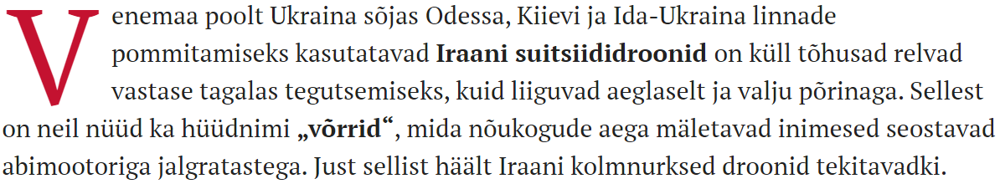 Venemaa poolt Ukraina sõjas Odessa, Kiievi ja Ida-Ukraina linnade
pommitamiseks kasutatavad Iraani suitsiididroonid on küll tõhusad relvad
vastase tagalas tegutsemiseks, kuid liiguvad aeglaselt ja valju põrinaga. Sellest
on neil nüüd ka hüüdnimi „võrrid“, mida nõukogude aega mäletavad inimesed seostavad
abimootoriga jalgratastega. Just sellist häält Iraani kolmnurksed droonid tekitavadki.